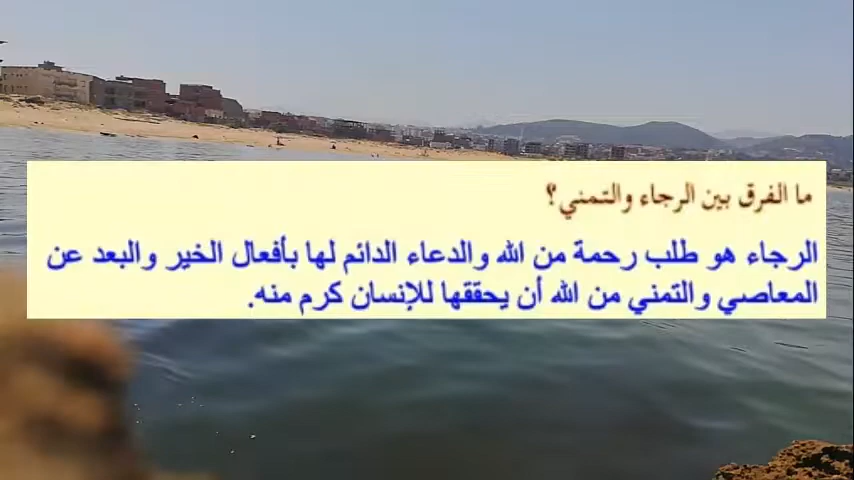 ما الفرق بين الرجاء والتمني؟
الرجاء هو طلب رحمة من الله والدعاء الدائم لها بأفعال الخير والبعد عن
المعاصي والتمني من الله أن يحققها للإنسان كرم منه.